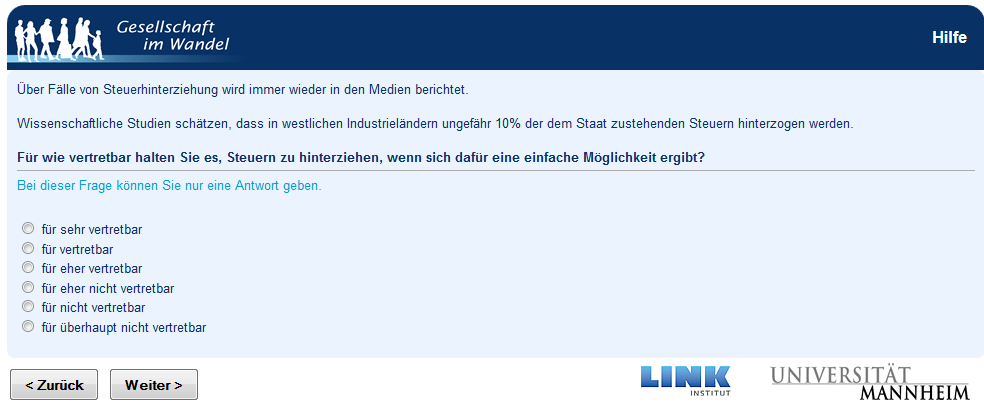 Gesellschaft
im Wandel
Hilfe
Über Fälle von Steuerhinterziehung wird immer wieder in den Medien berichtet.
Wissenschaftliche Studien schätzen, dass in westlichen Industrieländern ungefähr 10% der dem Staat zustehenden Steuern hinterzogen werden.
Für wie vertretbar halten Sie es, Steuern zu hinterziehen, wenn sich dafür eine einfache Möglichkeit ergibt?
Bei dieser Frage können Sie nur eine Antwort geben.
für sehr vertretbar
für vertretbar
für eher vertretbar
für eher nicht vertretbar
für nicht vertretbar
für überhaupt nicht vertretbar
< Zurück
Weiter >
LINK
INSTITUT
UNIVERSITÄT
MANNHEIM